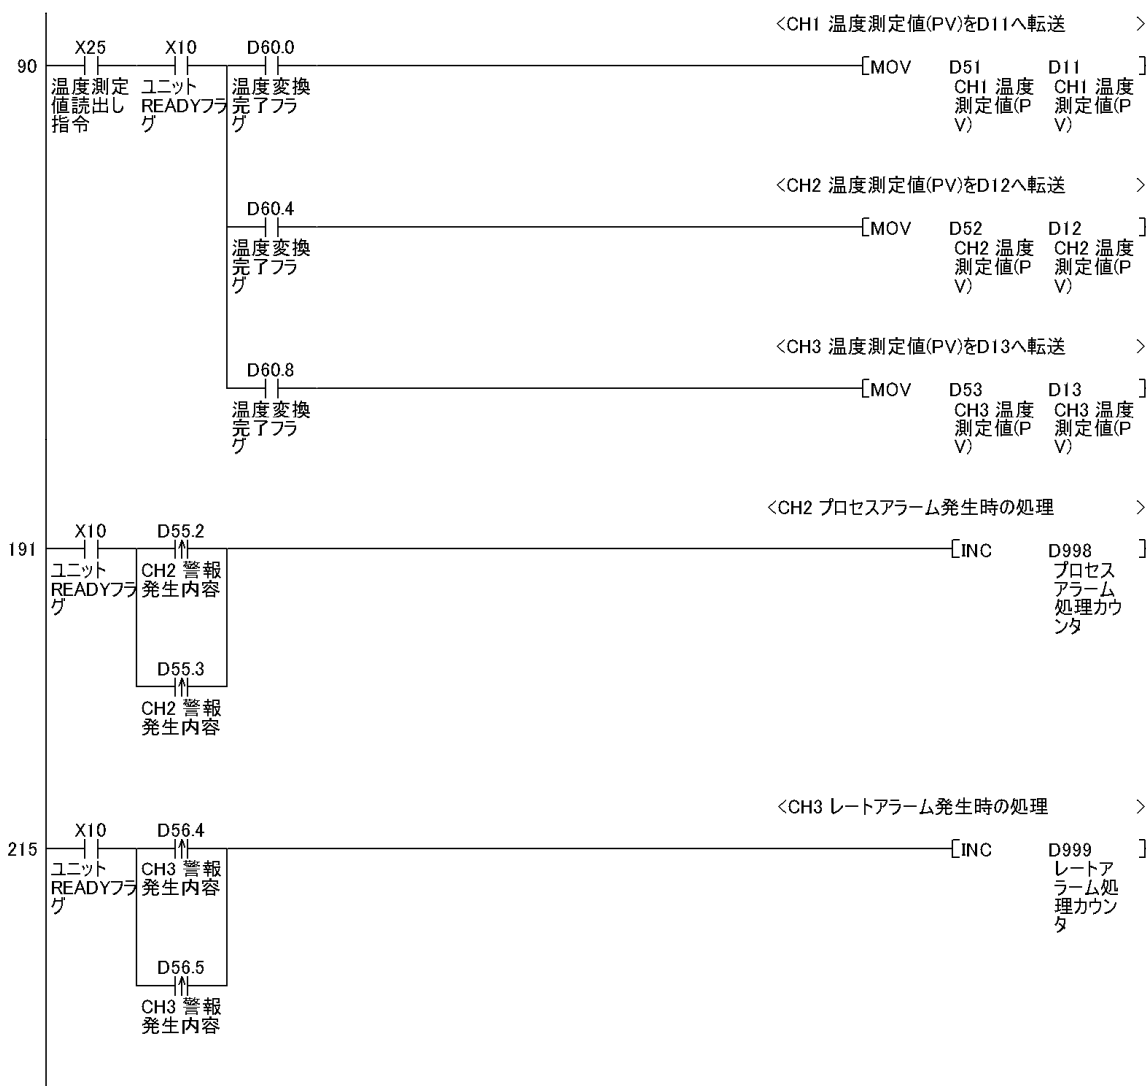 <CH1 温度測定値(PV)をD11へ転送 >
X25 X10 D60.0
90 [MOV D51 D11 ]
温度測定 ユニット 温度変換 CH1 温度 CH1 温度
値読出し READYフラ 完了フラ 測定値(P 測定値(P
指令 グ グ V) V)
<CH2 温度測定値(PV)をD12へ転送 >
D60.4
[MOV D52 D12 ]
温度変換 CH2 温度 CH2 温度
完了フラ 測定値(P 測定値(P
グ V) V)
<CH3 温度測定値(PV)をD13へ転送 >
D60.8
[MOV D53 D13 ]
温度変換 CH3 温度 CH3 温度
完了フラ 測定値(P 測定値(P
グ V) V)
<CH2 プロセスアラーム発生時の処理 >
X10 D55.2
191 [INC D998 ]
ユニット CH2 警報 プロセス
READYフラ 発生内容 アラーム
グ 処理カウ
ンタ
D55.3
CH2 警報
発生内容
<CH3 レートアラーム発生時の処理 >
X10 D56.4
215 [INC D999 ]
ユニット CH3 警報 レートア
READYフラ 発生内容 ラーム処
グ 理カウン
タ
D56.5
CH3 警報
発生内容